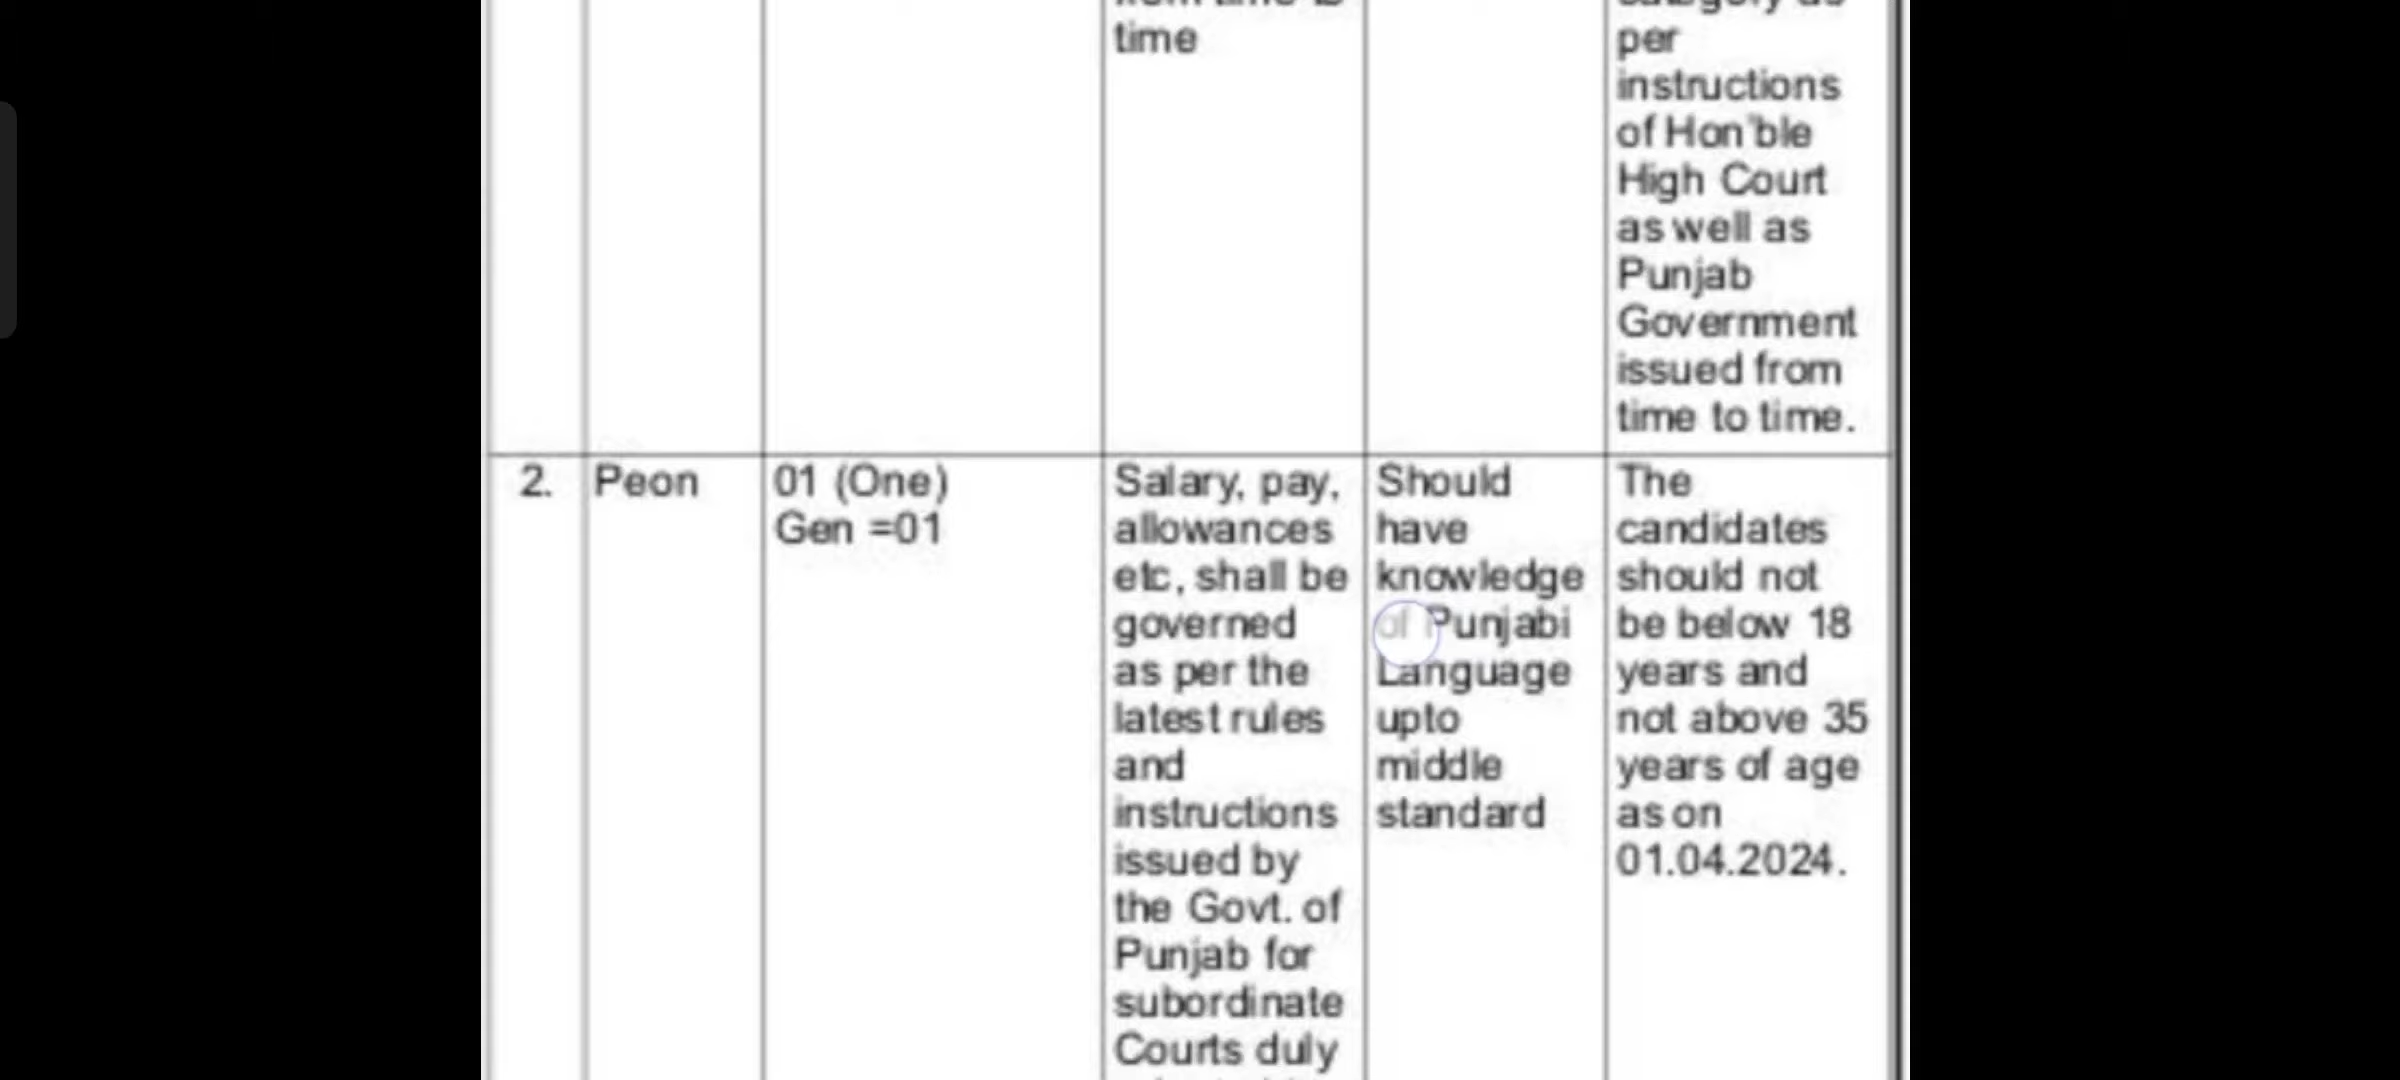 time
per
instructions
of Hon'ble
High Court
as well as
Punjab
Government
issued from
time to time.
2.
Peon
01 (One)
Gen =01
Salary, pay,
allowances
etc, shall be
governed
as per the
latest rules
and
instructions
issued by
the Govt. of
Punjab for
subordinate
Courts duly
Should
have
knowledge
of Punjabi
Language
upto
middle
standard
The
candidates
should not
be below 18
years and
not above 35
years of age
as on
01.04.2024.